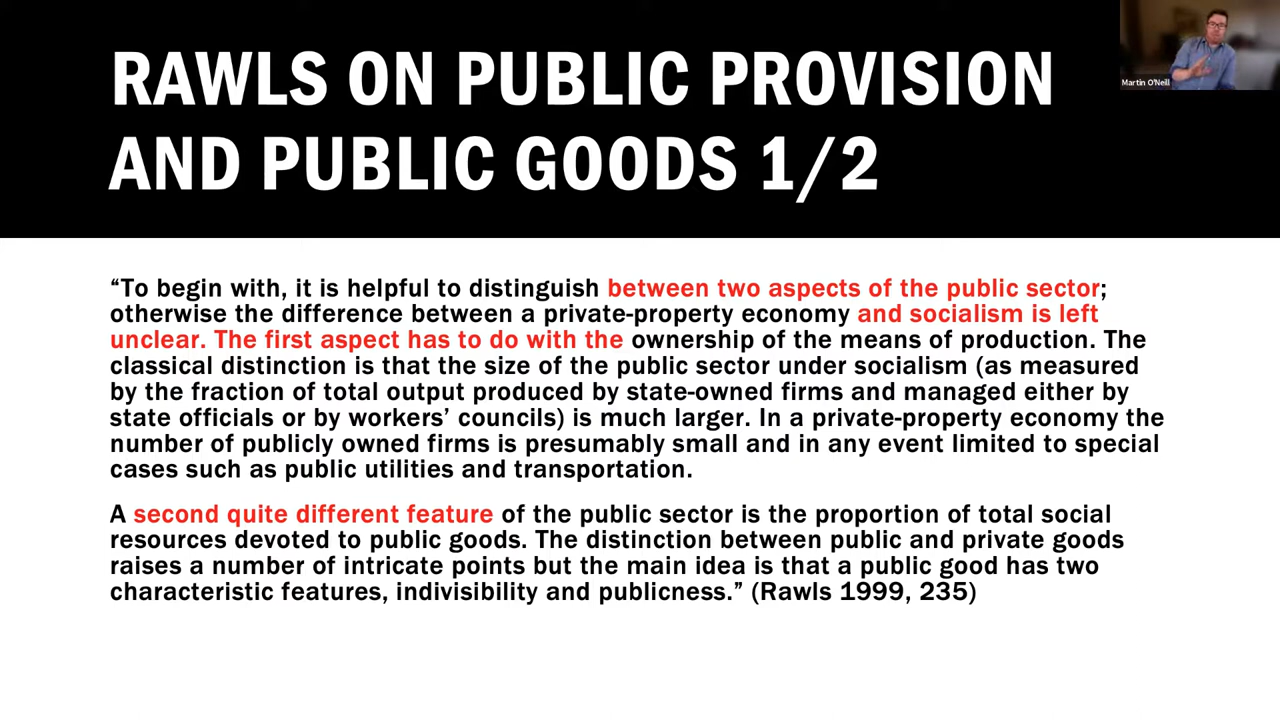 RAWLS ON PUBLIC PROVISION
AND PUBLIC GOODS 1/2
Martin O'Neill
“To begin with, it is helpful to distinguish between two aspects of the public sector;
otherwise the difference between a private-property economy and socialism is left
unclear. The first aspect has to do with the ownership of the means of production. The
classical distinction is that the size of the public sector under socialism (as measured
by the fraction of total output produced by state-owned firms and managed either by
state officials or by workers’ councils) is much larger. In a private-property economy the
number of publicly owned firms is presumably small and in any event limited to special
cases such as public utilities and transportation.
A second quite different feature of the public sector is the proportion of total social
resources devoted to public goods. The distinction between public and private goods
raises a number of intricate points but the main idea is that a public good has two
characteristic features, indivisibility and publicness.” (Rawls 1999, 235)